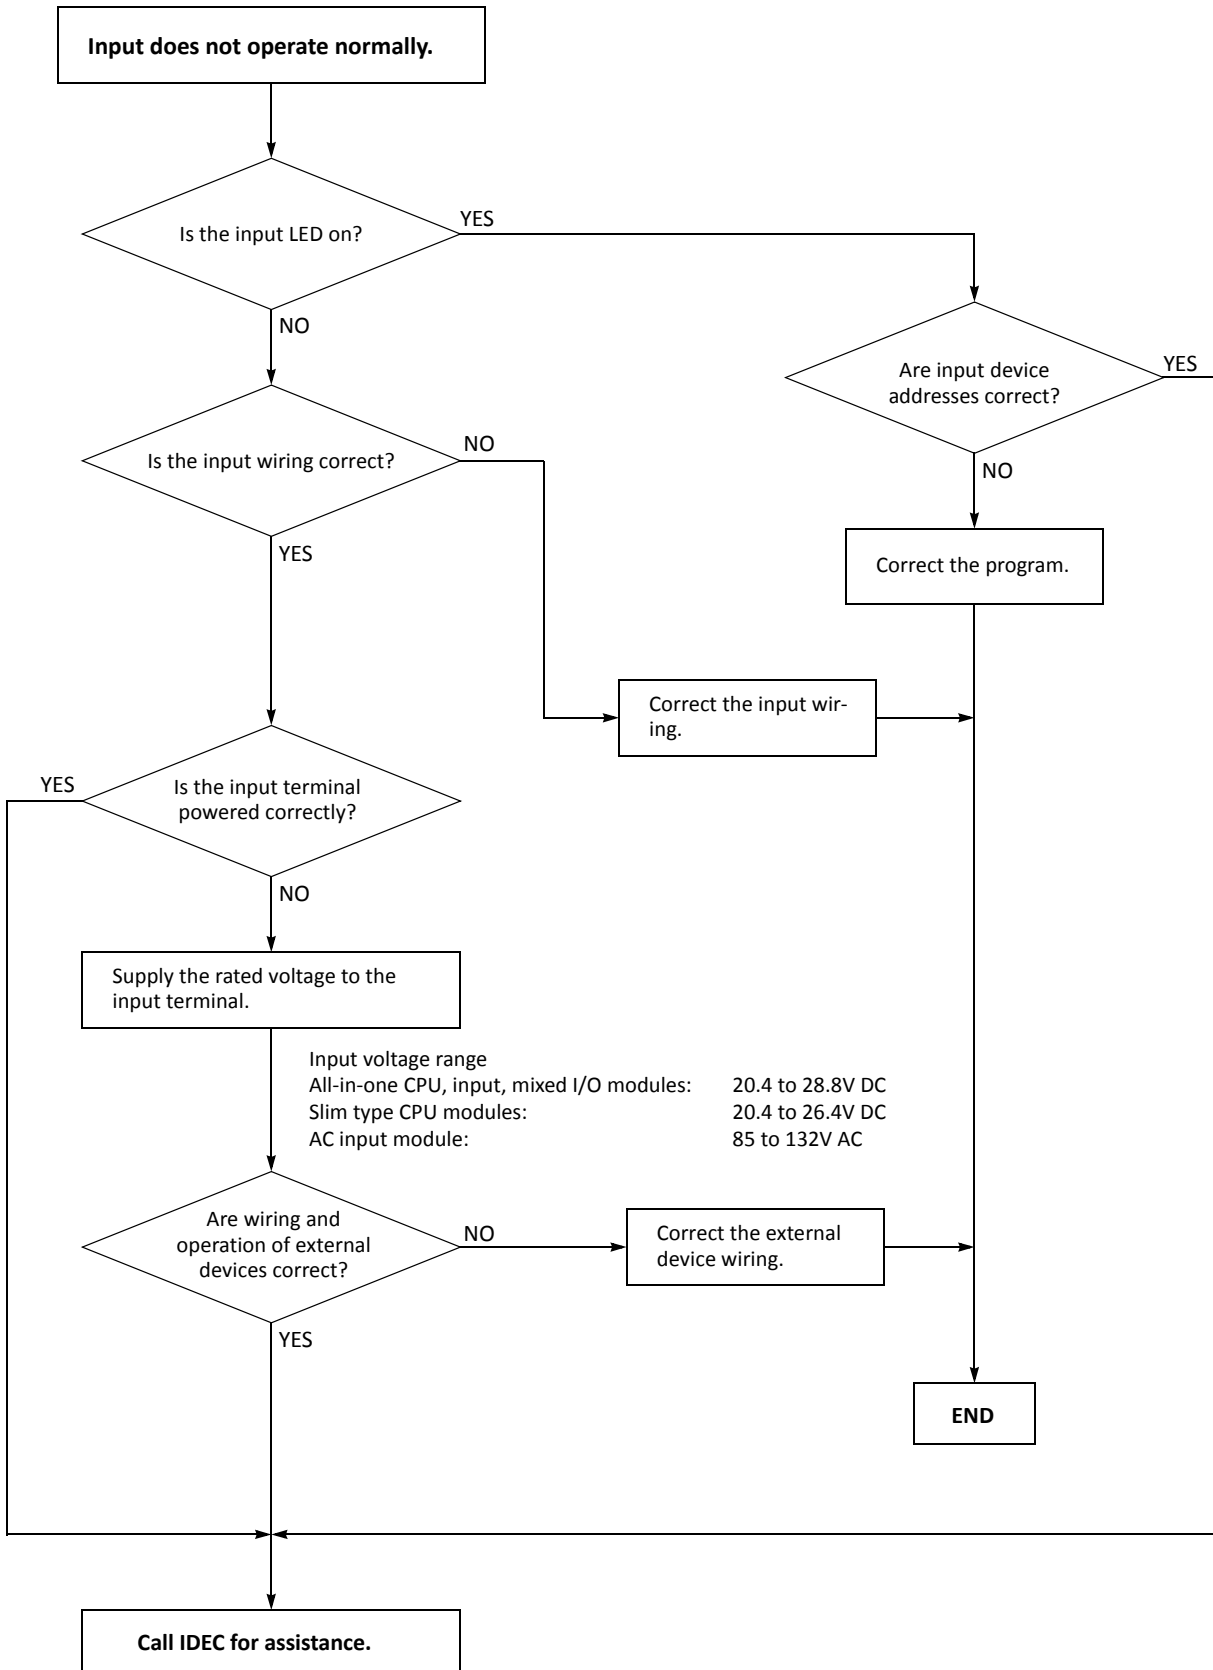 Input does not operate normally.
Is the input LED on?
YES
NO
Are input device
addresses correct?
YES
NO
Is the input wiring correct?
NO
YES
Correct the program.
Correct the input wir-
ing.
Is the input terminal
powered correctly?
YES
NO
Supply the rated voltage to the
input terminal.
Input voltage range
All-in-one CPU, input, mixed I/O modules: 20.4 to 28.8V DC
Slim type CPU modules: 20.4 to 26.4V DC
AC input module: 85 to 132V AC
Are wiring and
operation of external
devices correct?
NO
YES
Correct the external
device wiring.
END
Call IDEC for assistance.